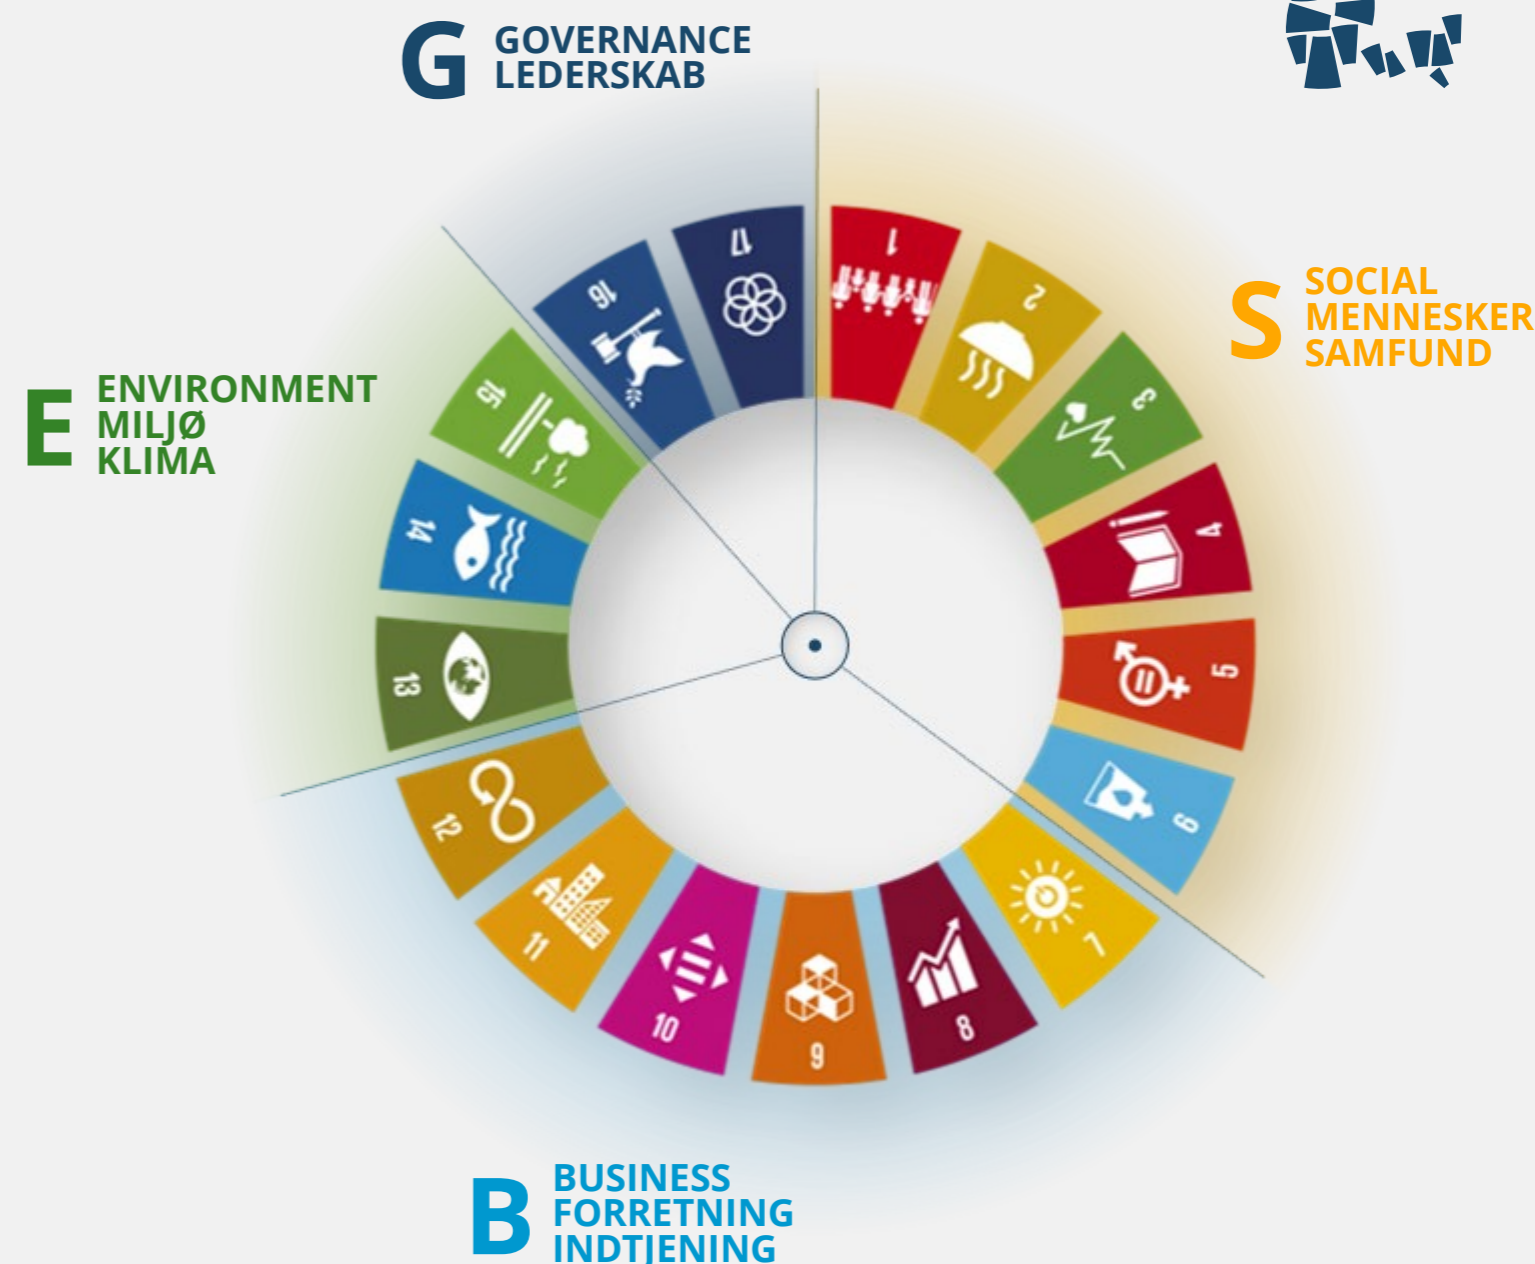 G
GOVERNANCE
LEDERSKAB
S
SOCIAL
MENNESKER
SAMFUND
E
ENVIRONMENT
MILJØ
KLIMA
B
BUSINESS
FORRETNING
INDTJENING
1
2
3
4
5
6
7
8
9
10
11
12
13
14
15
16
17